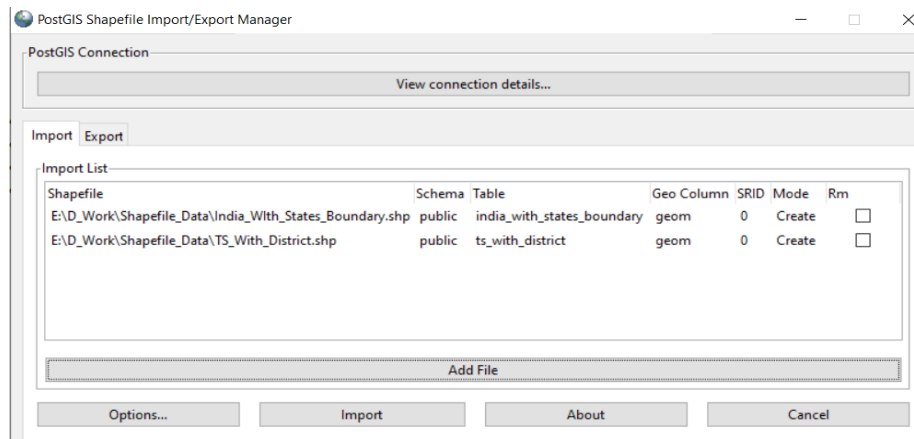 PostGIS Shapefile Import/Export Manager
PostGIS Connection
View connection details...
Import Export
Import List
Shapefile Schema Table Geo Column SRID Mode Rm
E:\D_Work\Shapefile_Data\India_WIth_States_Boundary.shp public india_with_states_boundary geom 0 Create
E:\D_Work\Shapefile_Data\TS_With_District.shp public ts_with_district geom 0 Create
Add File
Options... Import About Cancel